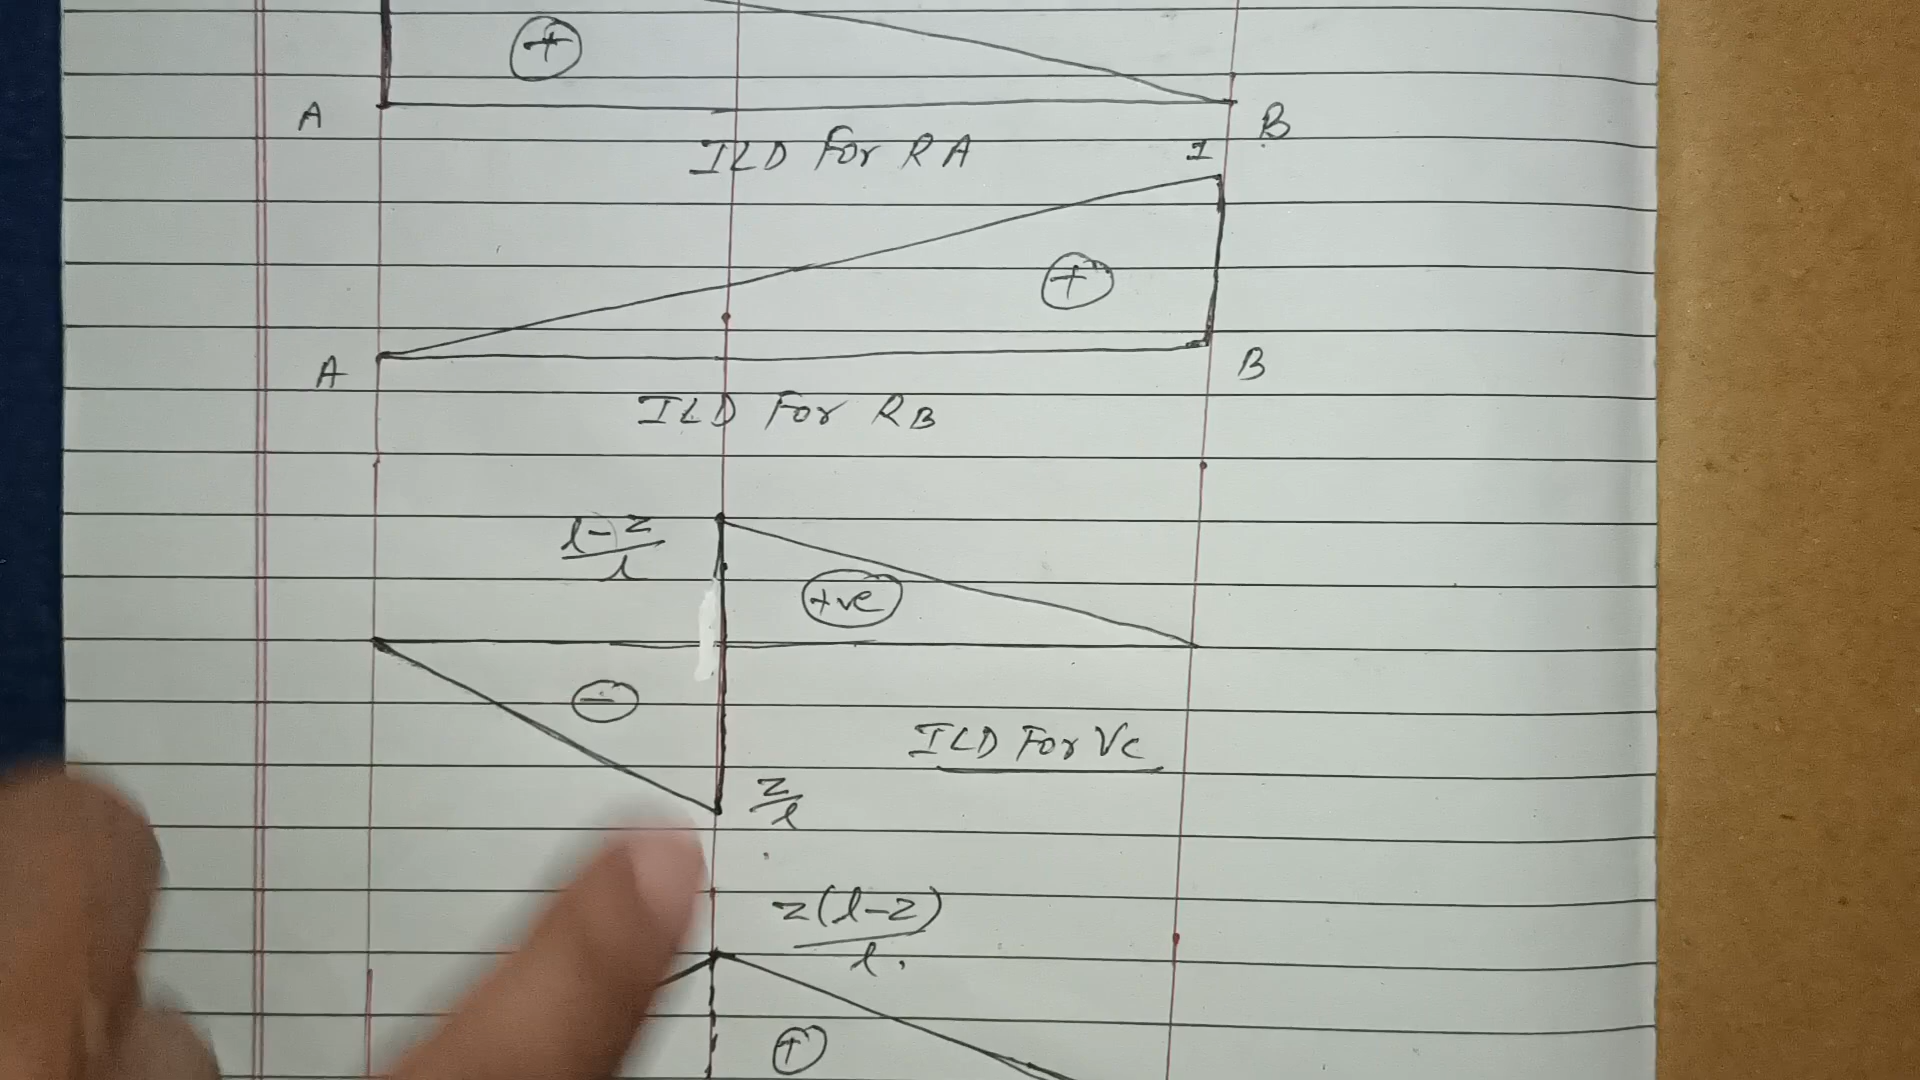 +
A
B
ILD For RA
1
+
A
B
ILD For RB
l-z
l
+ve
-
ILD For Vc
z/l
z(l-z)
l.
+